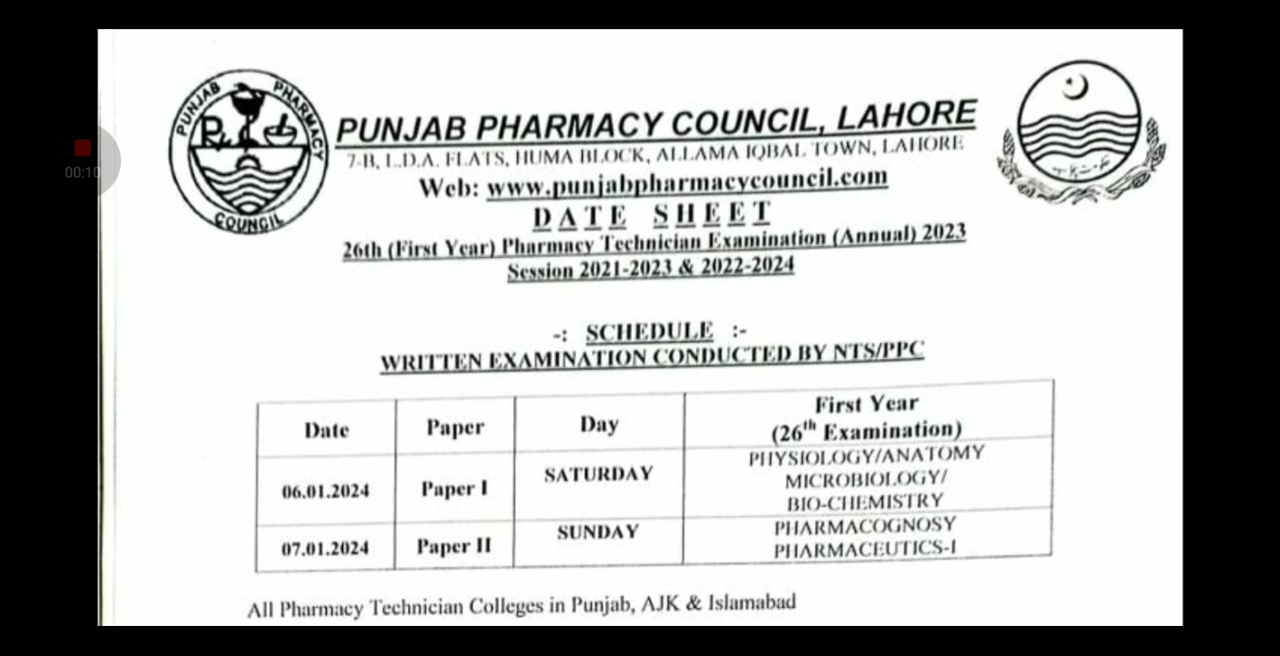 PUNJAB PHARMACY COUNCIL
PUNJAB PHARMACY COUNCIL, LAHORE
7-B, L.D.A. FLATS, HUMA BLOCK, ALLAMA IQBAL TOWN, LAHORE
Web: www.punjabpharmacycouncil.com
DATE SHEET
26th (First Year) Pharmacy Technician Examination (Annual) 2023
Session 2021-2023 & 2022-2024
00:10
-: SCHEDULE :-
WRITTEN EXAMINATION CONDUCTED BY NTS/PPC
Date Paper Day First Year
(26th Examination)
06.01.2024 Paper I SATURDAY PHYSIOLOGY/ANATOMY
MICROBIOLOGY/
BIO-CHEMISTRY
07.01.2024 Paper II SUNDAY PHARMACOGNOSY
PHARMACEUTICS-I
All Pharmacy Technician Colleges in Punjab, AJK & Islamabad